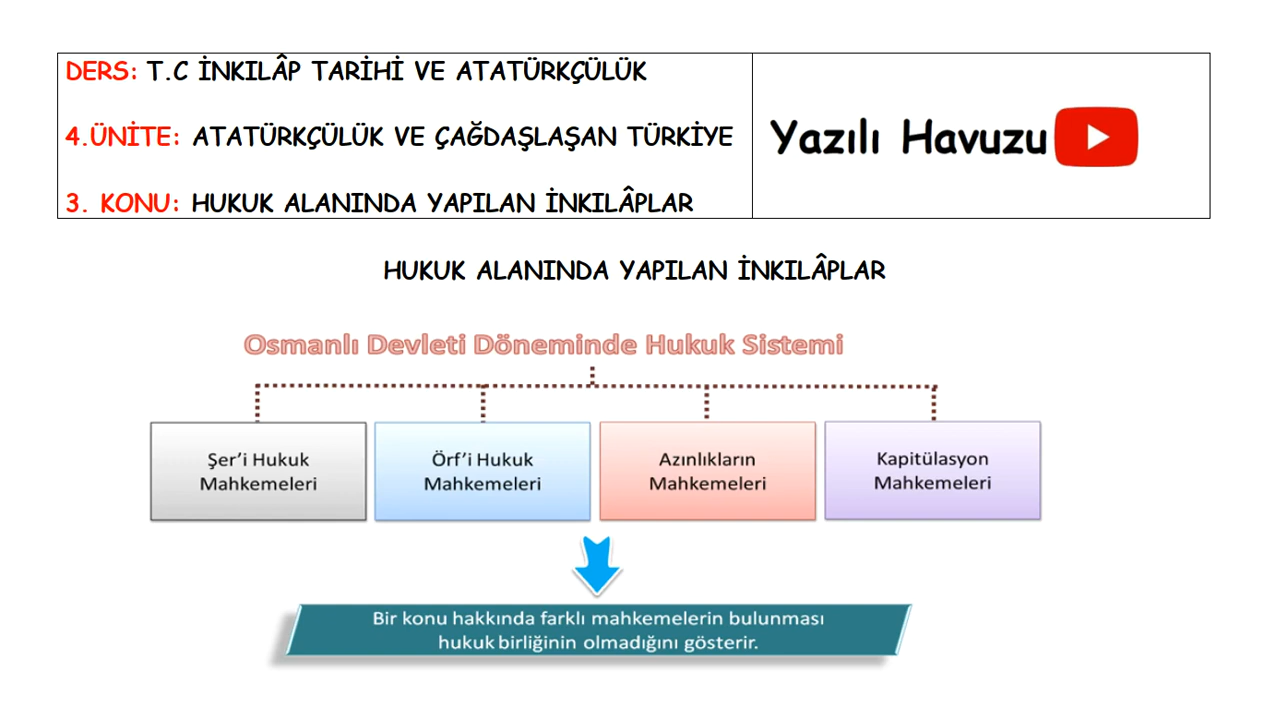 DERS: T.C İNKILÂP TARİHİ VE ATATÜRKÇÜLÜK
4.ÜNİTE: ATATÜRKÇÜLÜK VE ÇAĞDAŞLAŞAN TÜRKİYE
3. KONU: HUKUK ALANINDA YAPILAN İNKILÂPLAR
Yazılı Havuzu
HUKUK ALANINDA YAPILAN İNKILÂPLAR
Osmanlı Devleti Döneminde Hukuk Sistemi
Şer’i Hukuk
Mahkemeleri
Örf’i Hukuk
Mahkemeleri
Azınlıkların
Mahkemeleri
Kapitülasyon
Mahkemeleri
Bir konu hakkında farklı mahkemelerin bulunması
hukuk birliğinin olmadığını gösterir.